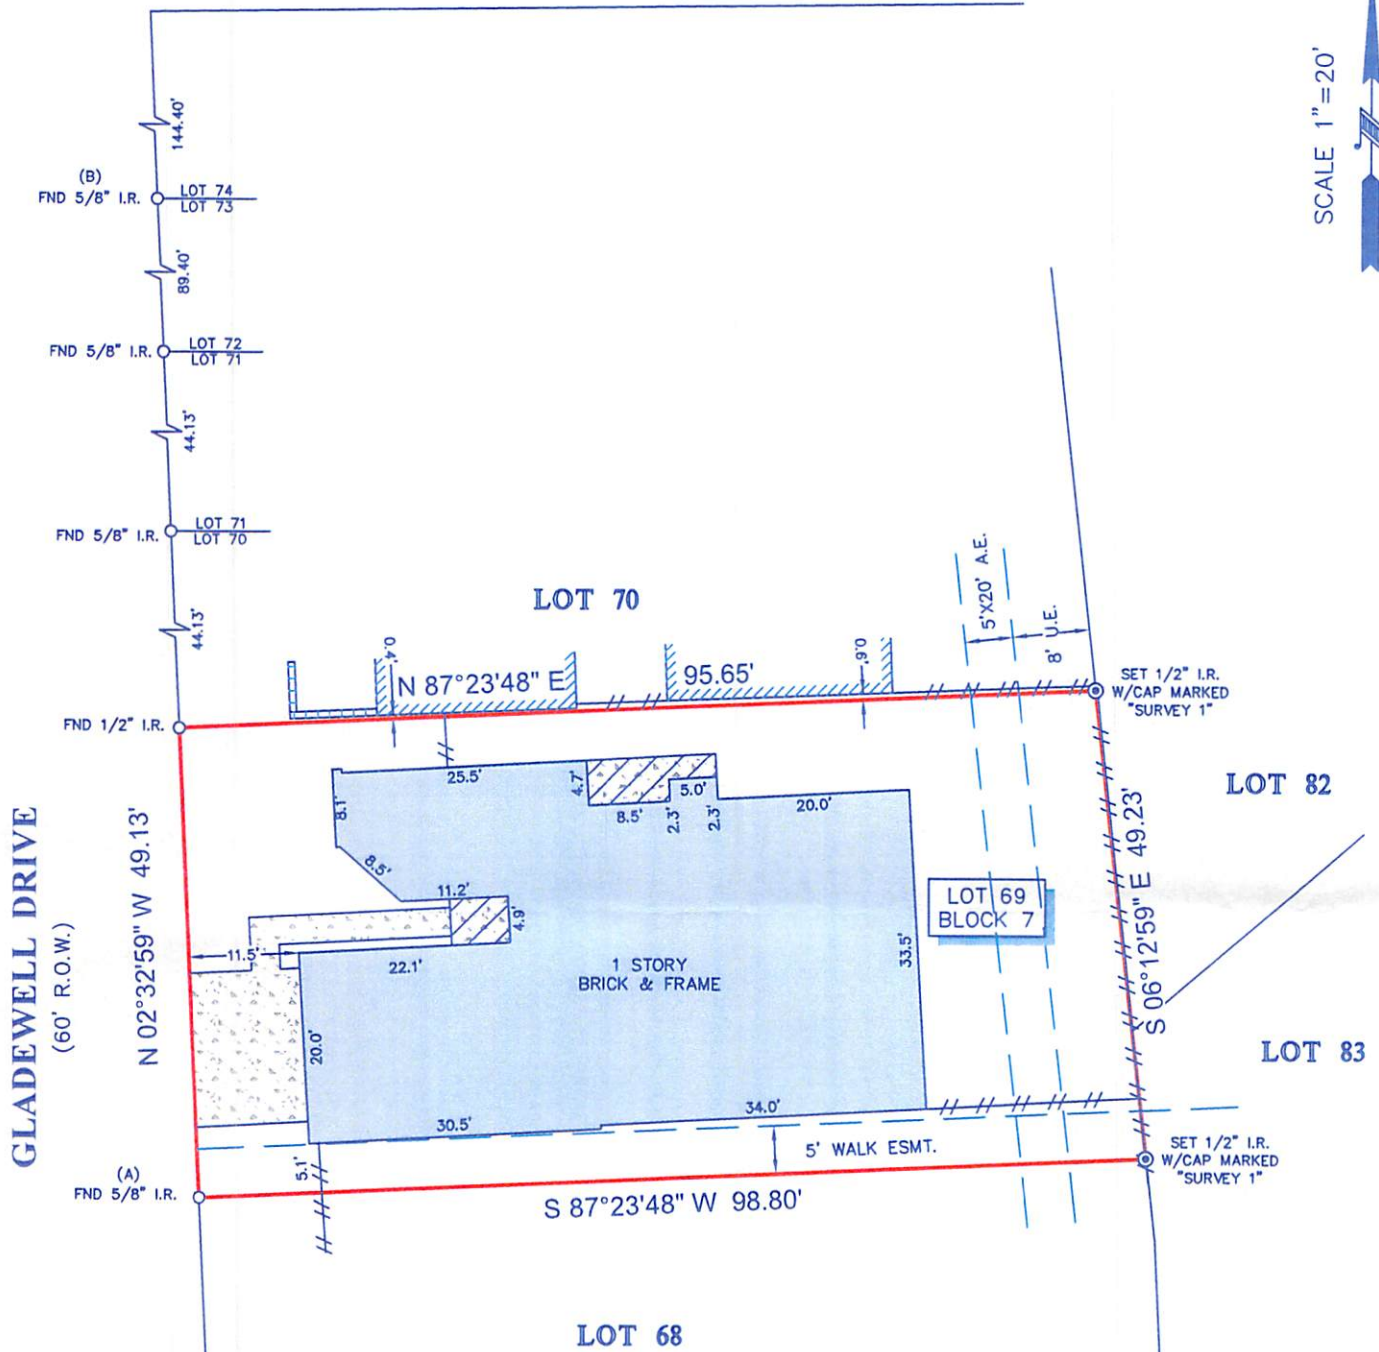 SCALE 1"=20'
144.40'
(B)
FND 5/8" I.R.
LOT 74
LOT 73
89.40'
FND 5/8" I.R.
LOT 72
LOT 71
44.13'
FND 5/8" I.R.
LOT 71
LOT 70
44.13'
LOT 70
5'X20' A.E.
8' U.E.
0.4'
N 87°23'48" E
95.65'
0.6'
SET 1/2" I.R.
W/CAP MARKED
"SURVEY 1"
FND 1/2" I.R.
25.5'
4.7'
5.0'
8.1'
8.5'
2.3'
2.3'
20.0'
LOT 82
8.5'
11.2'
4.9'
LOT 69
BLOCK 7
GLADEWELL DRIVE
(60' R.O.W.)
N 02°32'59" W 49.13'
S 06°12'59" E 49.23'
11.5'
22.1'
1 STORY
BRICK & FRAME
33.5'
20.0'
LOT 83
30.5'
34.0'
5' WALK ESMT.
SET 1/2" I.R.
W/CAP MARKED
"SURVEY 1"
5.1'
(A)
FND 5/8" I.R.
S 87°23'48" W 98.80'
LOT 68